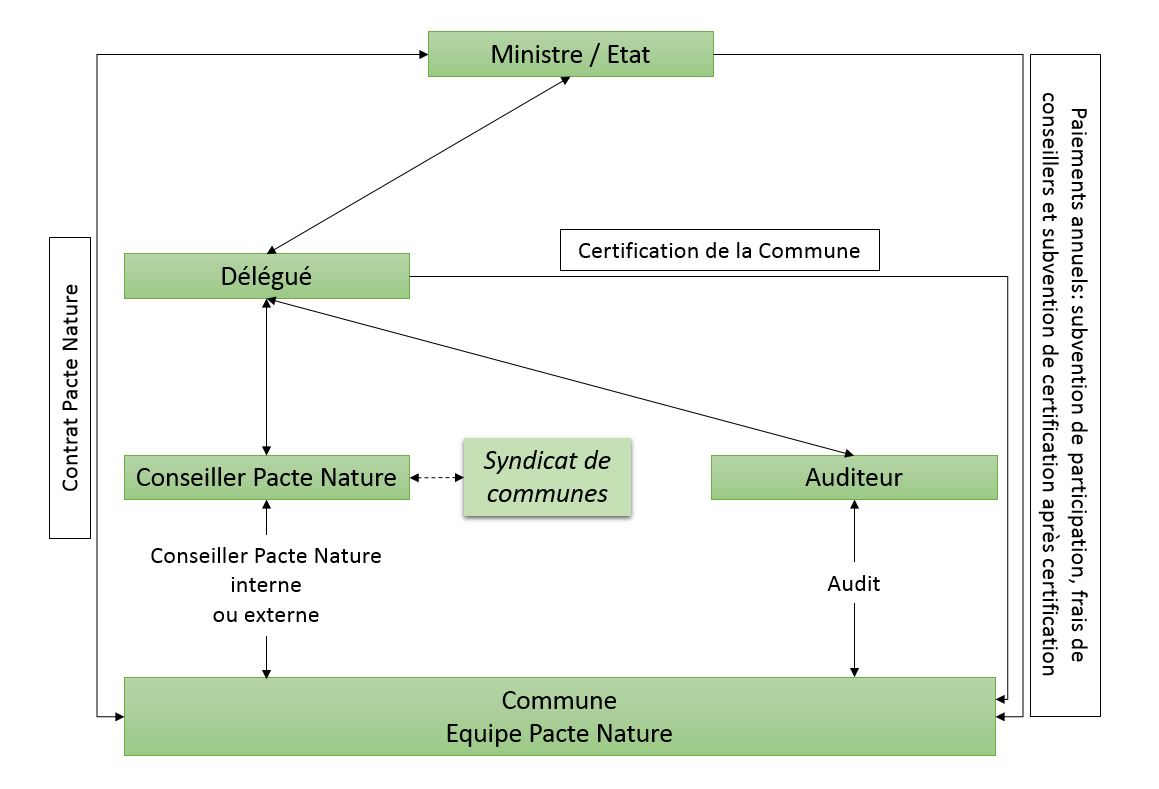 Ministre / Etat
Contrat Pacte Nature
Paiements annuels: subvention de participation, frais de
conseillers et subvention de certification après certification
Certification de la Commune
Délégué
Conseiller Pacte Nature
Syndicat de
communes
Auditeur
Conseiller Pacte Nature
interne
ou externe
Audit
Commune
Equipe Pacte Nature